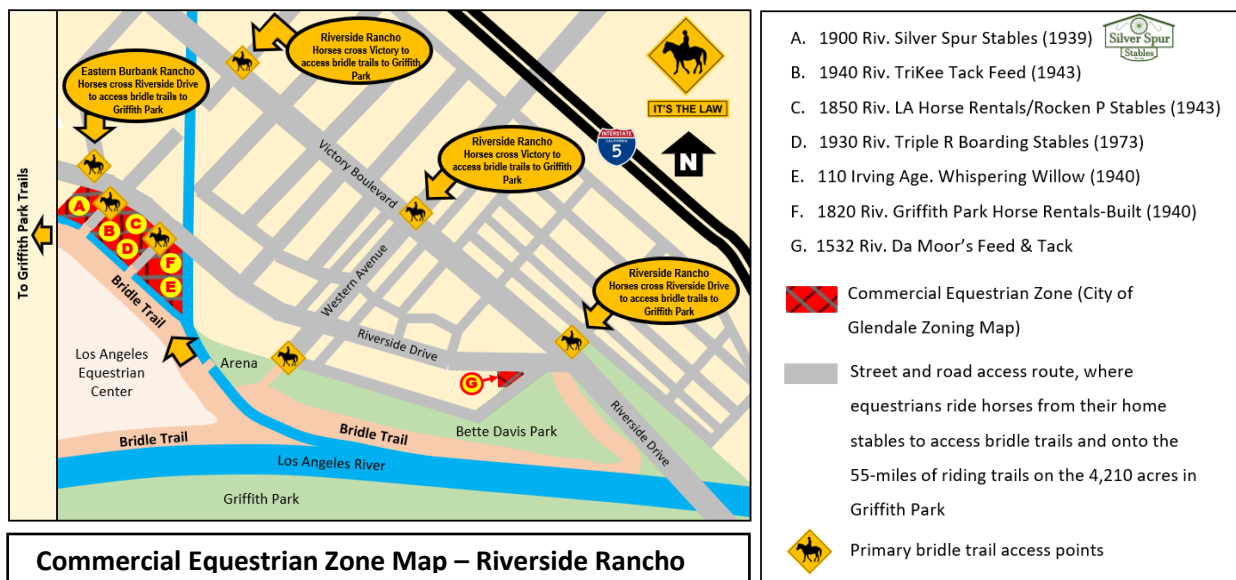 Riverside Rancho
Horses cross Victory to
access bridle trails to Griffith
Park
Eastern Burbank Rancho
Horses cross Riverside Drive
to access bridle trails to
Griffith Park
IT'S THE LAW
INTERSTATE
CALIFORNIA
5
N
Riverside Rancho
Horses cross Victory to
access bridle trails to Griffith
Park
Victory Boulevard
To Griffith Park Trails
A
B
C
D
F
E
Riverside Rancho
Horses cross Riverside Drive
to access bridle trails to
Griffith Park
Western Avenue
Bridle Trail
Riverside Drive
Los Angeles
Equestrian
Center
Arena
G
Riverside Drive
Bridle Trail
Bridle Trail
Bette Davis Park
Los Angeles River
Griffith Park
Commercial Equestrian Zone Map – Riverside Rancho
A. 1900 Riv. Silver Spur Stables (1939)
Silver Spur
Stables
B. 1940 Riv. TriKee Tack Feed (1943)
C. 1850 Riv. LA Horse Rentals/Rocken P Stables (1943)
D. 1930 Riv. Triple R Boarding Stables (1973)
E. 110 Irving Age. Whispering Willow (1940)
F. 1820 Riv. Griffith Park Horse Rentals-Built (1940)
G. 1532 Riv. Da Moor's Feed & Tack
Commercial Equestrian Zone (City of
Glendale Zoning Map)
Street and road access route, where
equestrians ride horses from their home
stables to access bridle trails and onto the
55-miles of riding trails on the 4,210 acres in
Griffith Park
Primary bridle trail access points